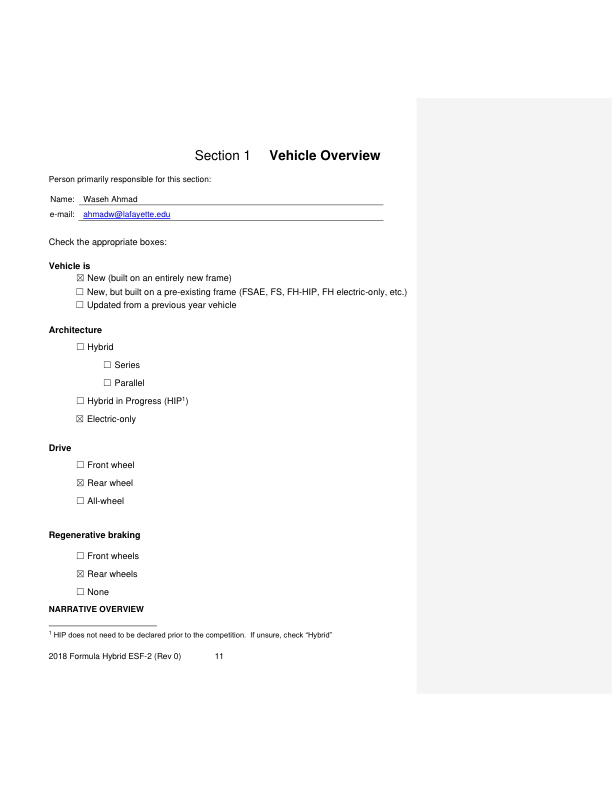 Section 1 Vehicle Overview
Person primarily responsible for this section:
Name: Waseh Ahmad
e-mail: ahmadw@lafayette.edu
Check the appropriate boxes:
Vehicle is
☒ New (built on an entirely new frame)
☐ New, but built on a pre-existing frame (FSAE, FS, FH-HIP, FH electric-only, etc.)
☐ Updated from a previous year vehicle
Architecture
☐ Hybrid
☐ Series
☐ Parallel
☐ Hybrid in Progress (HIP¹)
☒ Electric-only
Drive
☐ Front wheel
☒ Rear wheel
☐ All-wheel
Regenerative braking
☐ Front wheels
☒ Rear wheels
☐ None
NARRATIVE OVERVIEW
¹ HIP does not need to be declared prior to the competition. If unsure, check “Hybrid”
2018 Formula Hybrid ESF-2 (Rev 0) 11